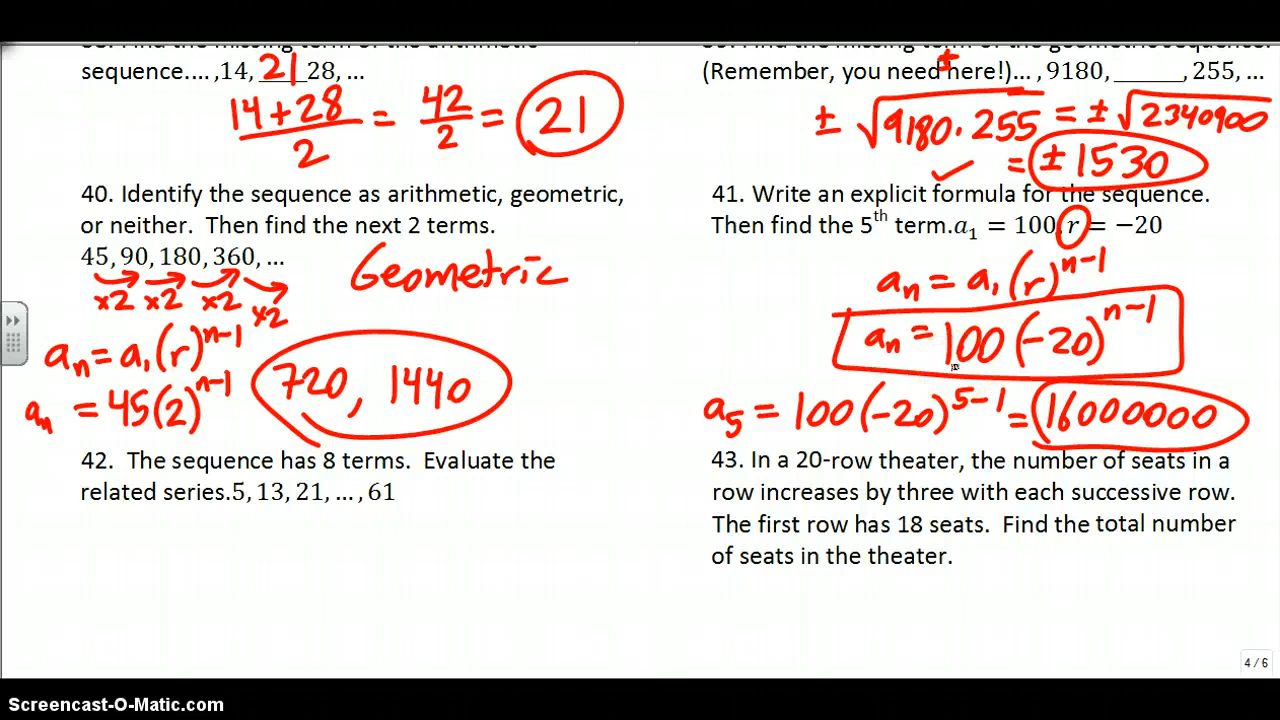 sequence...,14, 21 28, ...
14+28/2 = 42/2 = 21
(Remember, you need ± here!)..., 9180, _____, 255, ...
± √9180·255 = ± √2340900
= ±1530
40. Identify the sequence as arithmetic, geometric,
or neither. Then find the next 2 terms.
45, 90, 180, 360, ...
Geometric
x2 x2 x2 x2
aₙ = a₁(r)ⁿ⁻¹
aₙ = 45(2)ⁿ⁻¹
720, 1440
41. Write an explicit formula for the sequence.
Then find the 5ᵗʰ term. a₁ = 100, r = −20
aₙ = a₁(r)ⁿ⁻¹
aₙ = 100(-20)ⁿ⁻¹
a₅ = 100(-20)⁵⁻¹ = 16000000
42. The sequence has 8 terms. Evaluate the
related series. 5, 13, 21, ... , 61
43. In a 20-row theater, the number of seats in a
row increases by three with each successive row.
The first row has 18 seats. Find the total number
of seats in the theater.
4 / 6
Screencast-O-Matic.com